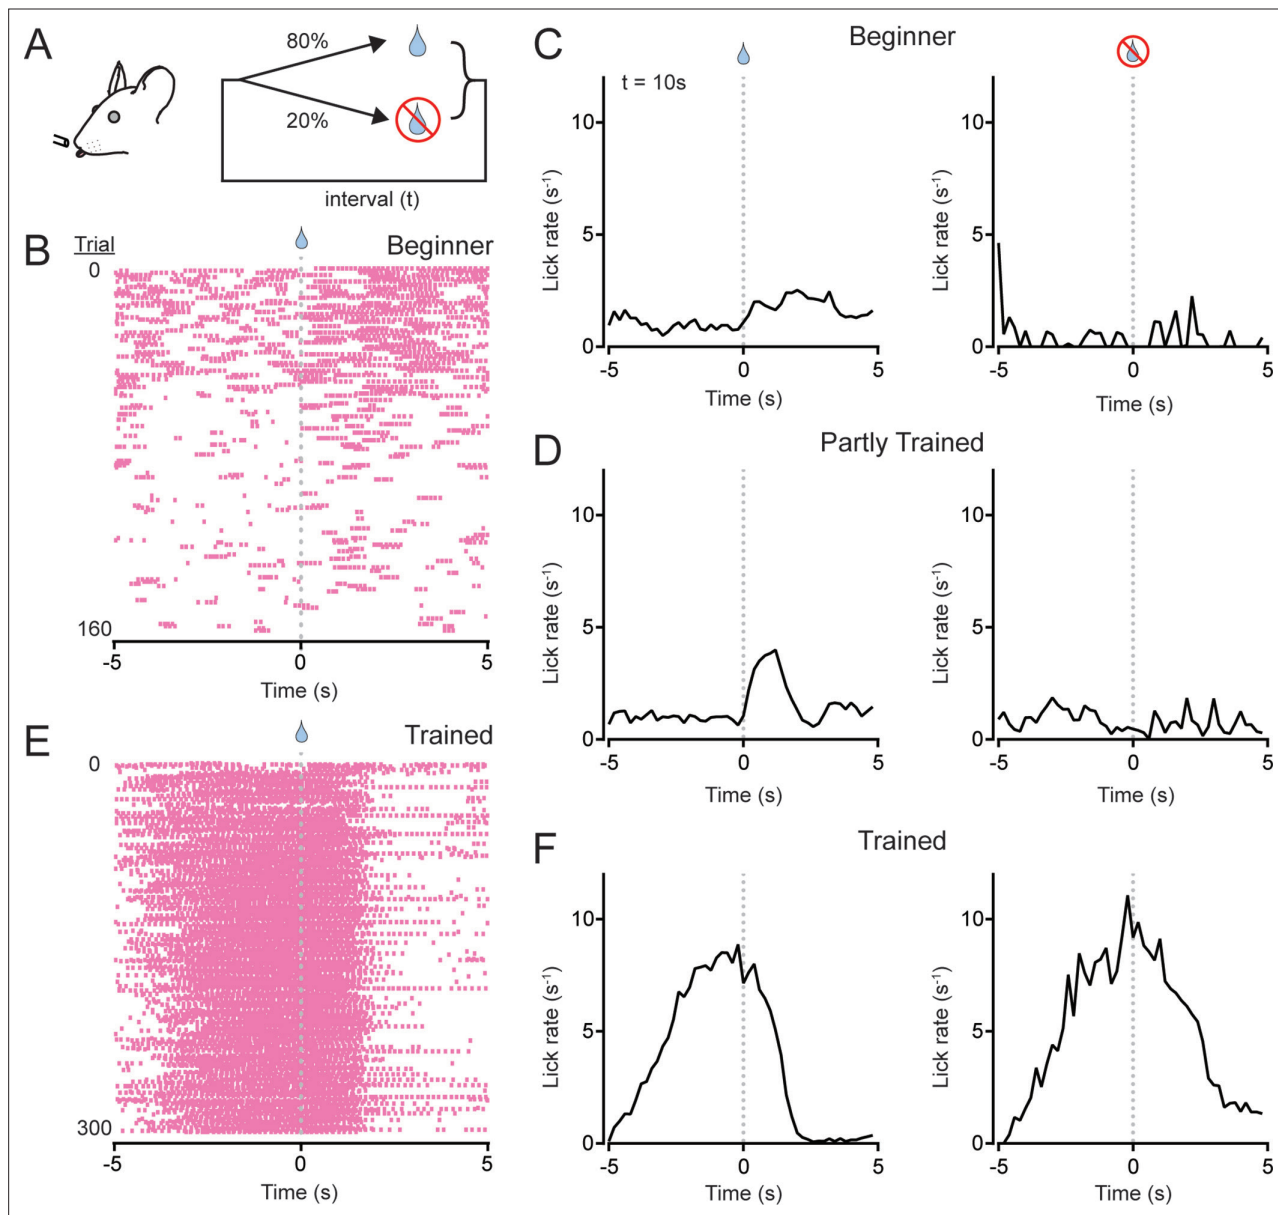 A
80%
20%
interval (t)
B
Trial
Beginner
0
160
-5
0
5
Time (s)
E
Trained
0
300
-5
0
5
Time (s)
C
Beginner
t = 10s
10
5
0
Lick rate (s-1)
-5
0
5
Time (s)
10
5
0
Lick rate (s-1)
-5
0
5
Time (s)
D
Partly Trained
10
5
0
Lick rate (s-1)
-5
0
5
Time (s)
10
5
0
Lick rate (s-1)
-5
0
5
Time (s)
F
Trained
10
5
0
Lick rate (s-1)
-5
0
5
Time (s)
10
5
0
Lick rate (s-1)
-5
0
5
Time (s)